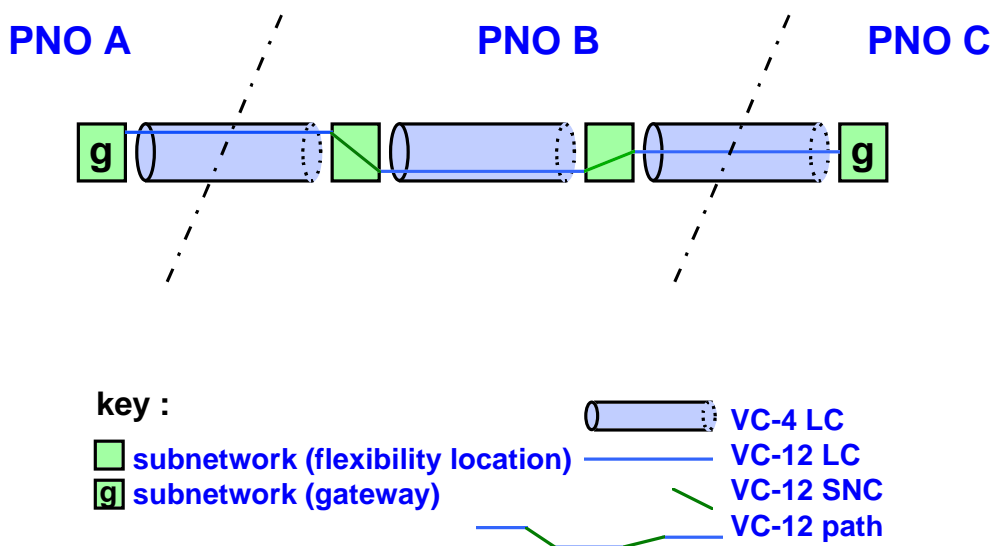 PNO A PNO B PNO C
g g
key :
subnetwork (flexibility location)
g subnetwork (gateway)
VC-4 LC
VC-12 LC
VC-12 SNC
VC-12 path